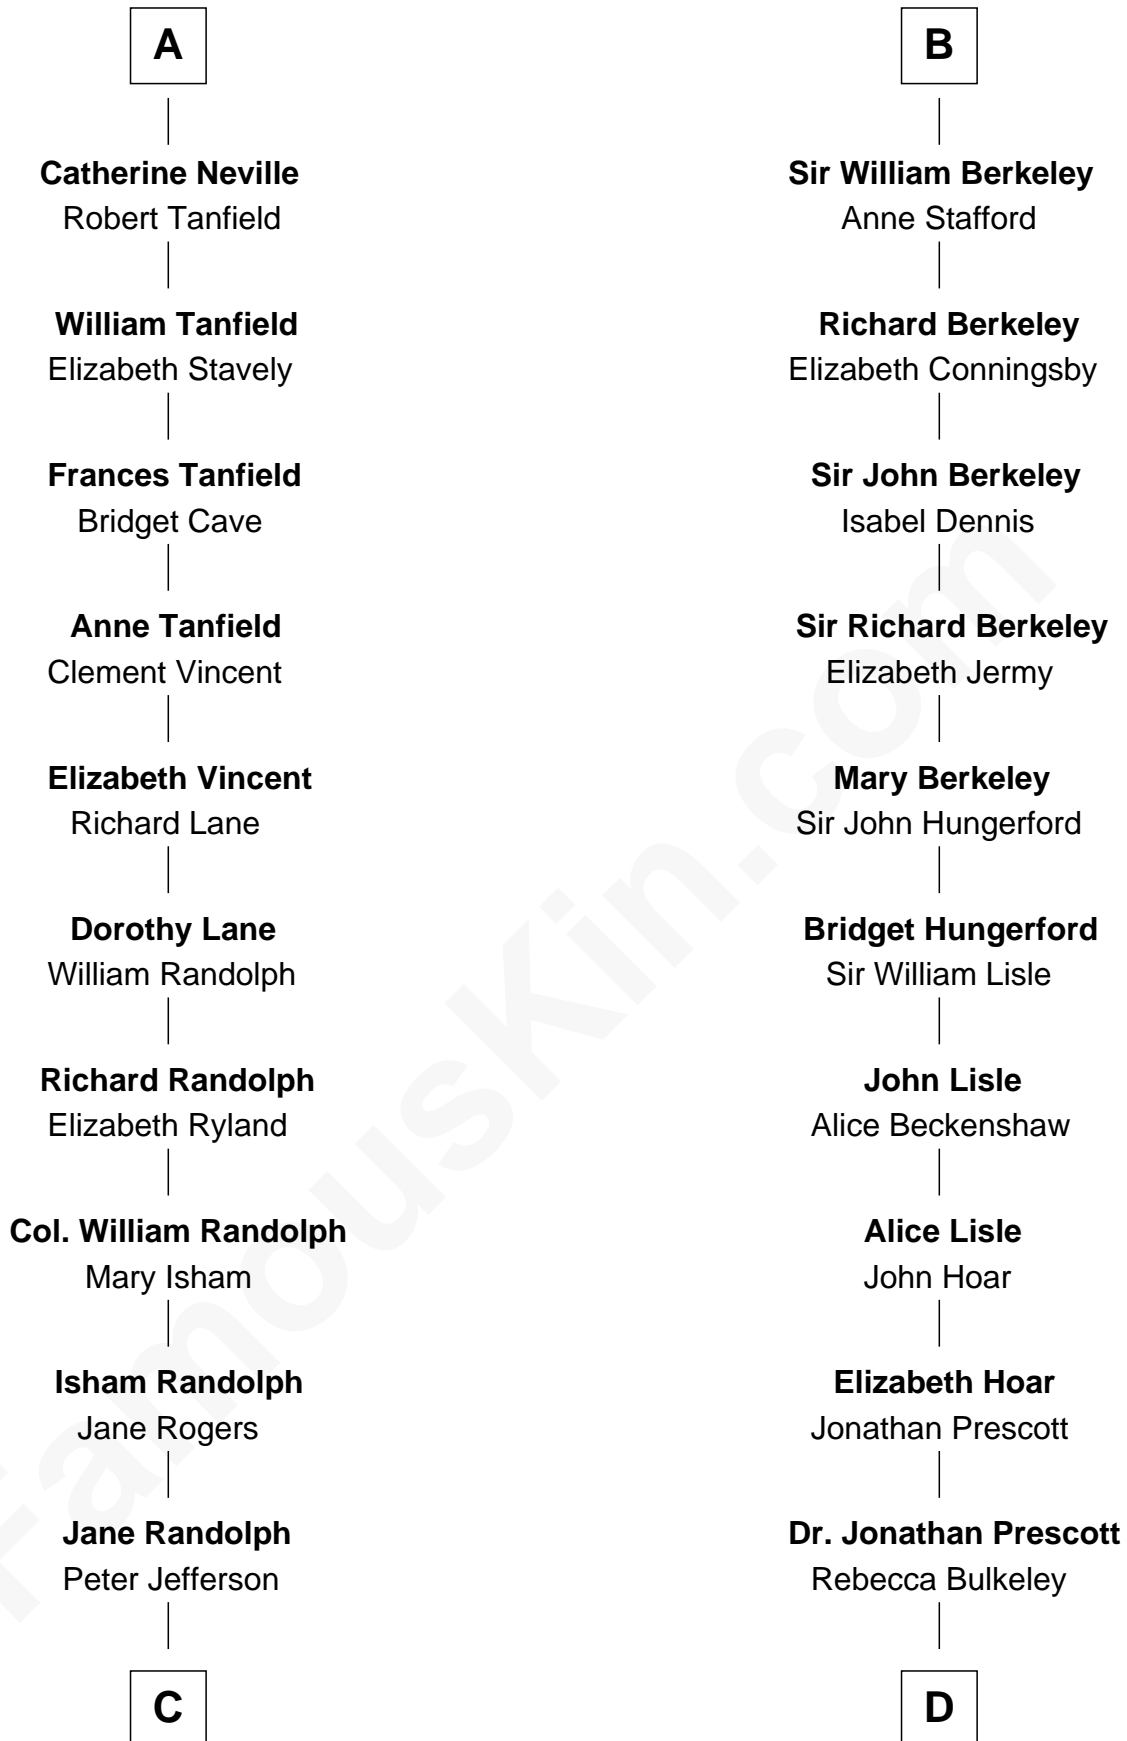 A
Catherine Neville
Robert Tanfield
William Tanfield
Elizabeth Stavely
Frances Tanfield
Bridget Cave
Anne Tanfield
Clement Vincent
Elizabeth Vincent
Richard Lane
Dorothy Lane
William Randolph
Richard Randolph
Elizabeth Ryland
Col. William Randolph
Mary Isham
Isham Randolph
Jane Rogers
Jane Randolph
Peter Jefferson
C
B
Sir William Berkeley
Anne Stafford
Richard Berkeley
Elizabeth Conningsby
Sir John Berkeley
Isabel Dennis
Sir Richard Berkeley
Elizabeth Jermy
Mary Berkeley
Sir John Hungerford
Bridget Hungerford
Sir William Lisle
John Lisle
Alice Beckenshaw
Alice Lisle
John Hoar
Elizabeth Hoar
Jonathan Prescott
Dr. Jonathan Prescott
Rebecca Bulkeley
D
FamousKin.com